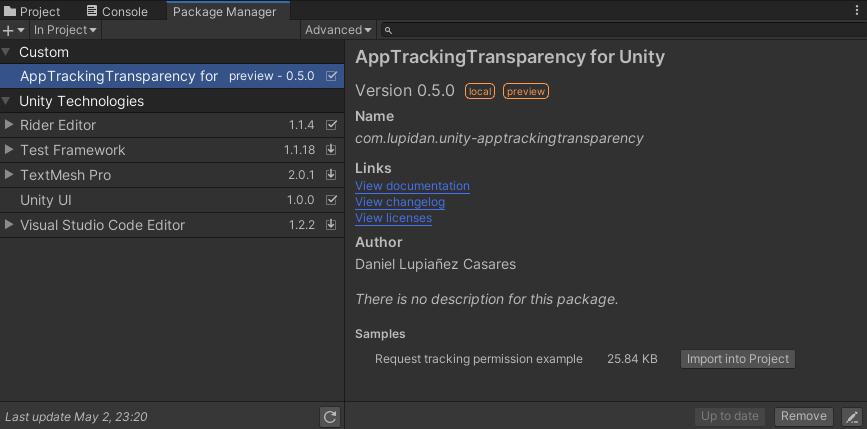 Project
Console
Package Manager
In Project
Advanced
Custom
AppTrackingTransparency for preview - 0.5.0
Unity Technologies
Rider Editor 1.1.4
Test Framework 1.1.18
TextMesh Pro 2.0.1
Unity UI 1.0.0
Visual Studio Code Editor 1.2.2
Last update May 2, 23:20
AppTrackingTransparency for Unity
Version 0.5.0 local preview
Name
com.lupidan.unity-apptrackingtransparency
Links
View documentation
View changelog
View licenses
Author
Daniel Lupiañez Casares
There is no description for this package.
Samples
Request tracking permission example 25.84 KB Import into Project
Up to date Remove